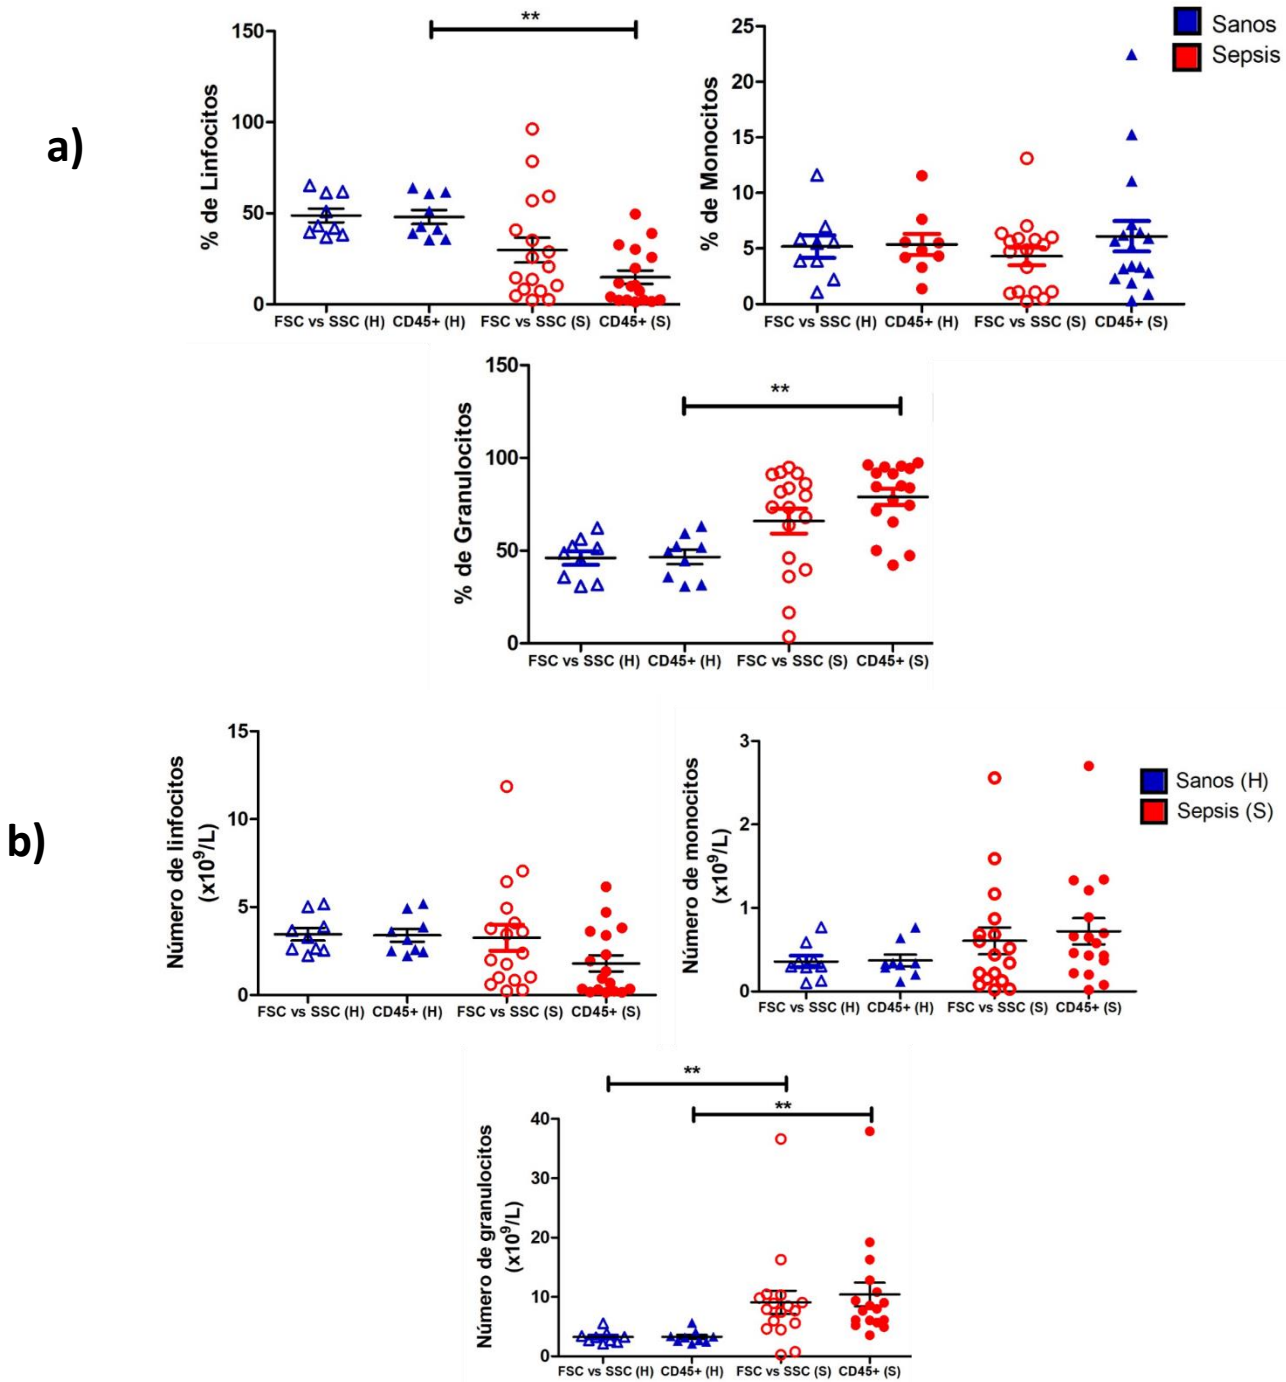 a)
**
150
100
50
0
% de Linfocitos
FSC vs SSC (H) CD45+ (H) FSC vs SSC (S) CD45+ (S)
25
20
15
10
5
0
% de Monocitos
FSC vs SSC (H) CD45+ (H) FSC vs SSC (S) CD45+ (S)
Sanos
Sepsis
**
150
100
50
0
% de Granulocitos
FSC vs SSC (H) CD45+ (H) FSC vs SSC (S) CD45+ (S)
b)
15
10
5
0
Número de linfocitos
(x10⁹/L)
FSC vs SSC (H) CD45+ (H) FSC vs SSC (S) CD45+ (S)
3
2
1
0
Número de monocitos
(x10⁹/L)
FSC vs SSC (H) CD45+ (H) FSC vs SSC (S) CD45+ (S)
Sanos (H)
Sepsis (S)
**
**
40
30
20
10
0
Número de granulocitos
(x10⁹/L)
FSC vs SSC (H) CD45+ (H) FSC vs SSC (S) CD45+ (S)